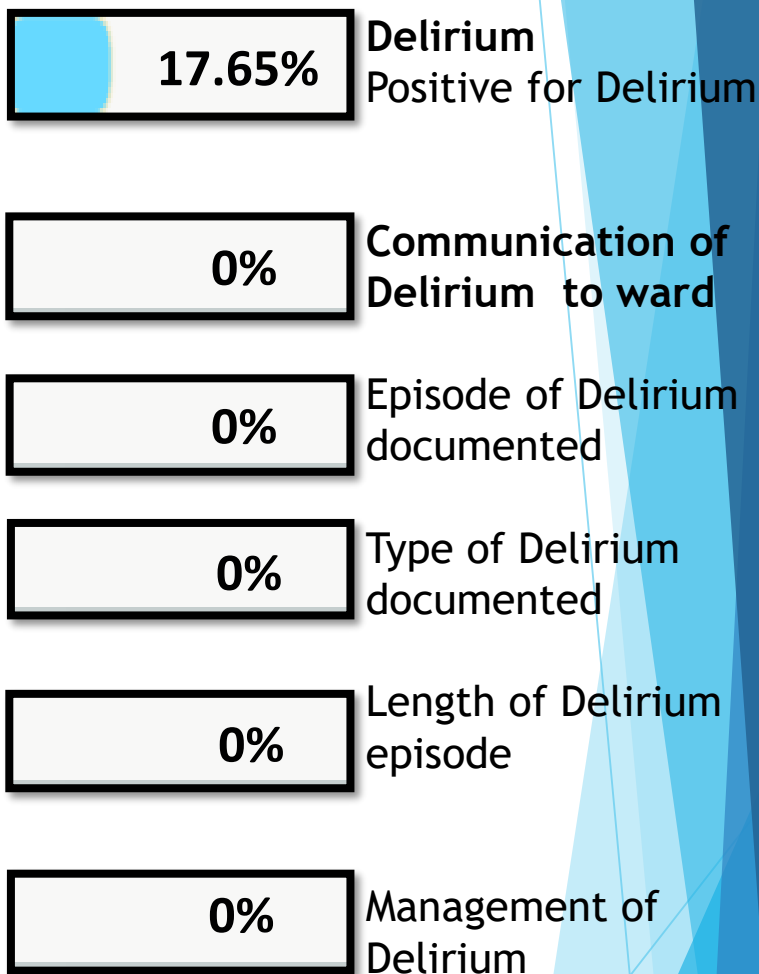 17.65%
Delirium
Positive for Delirium
0%
Communication of
Delirium to ward
0%
Episode of Delirium
documented
0%
Type of Delirium
documented
0%
Length of Delirium
episode
0%
Management of
Delirium